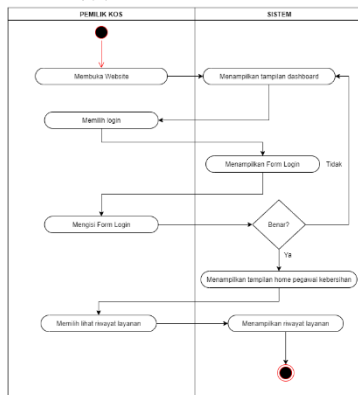 PEMILIK KOS
SISTEM
Membuka Website
Menampilkan tampilan dashboard
Memilih login
Menampilkan Form Login
Tidak
Mengisi Form Login
Benar?
Ya
Menampilkan tampilan home pegawai kebersihan
Memilih lihat riwayat layanan
Menampilkan riwayat layanan